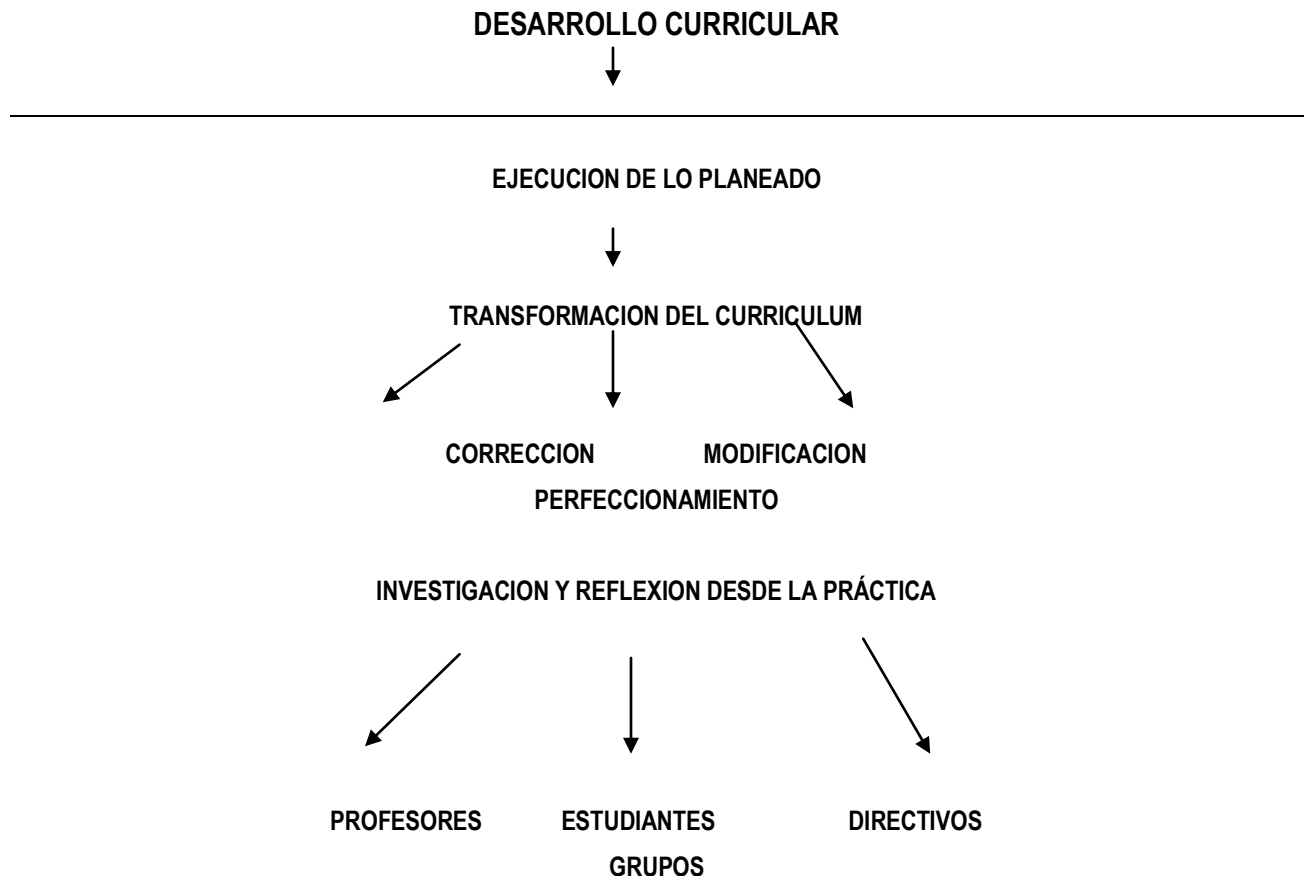 DESARROLLO CURRICULAR
EJECUCION DE LO PLANEADO
TRANSFORMACION DEL CURRICULUM
CORRECCION MODIFICACION
PERFECCIONAMIENTO
INVESTIGACION Y REFLEXION DESDE LA PRÁCTICA
PROFESORES ESTUDIANTES DIRECTIVOS
GRUPOS